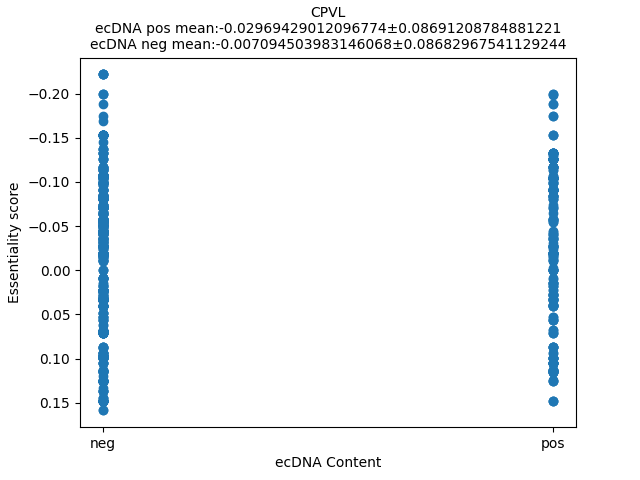 CPVL
ecDNA pos mean:-0.02969429012096774±0.08691208784881221
ecDNA neg mean:-0.007094503983146068±0.08682967541129244
−0.20
−0.15
−0.10
−0.05
0.00
0.05
0.10
0.15
Essentiality score
neg
pos
ecDNA Content